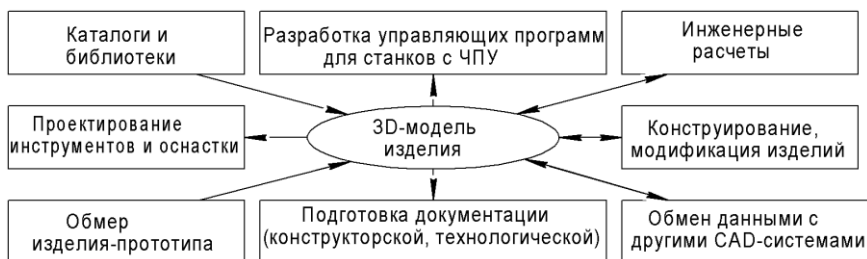 Каталоги и
библиотеки
Разработка управляющих программ
для станков с ЧПУ
Инженерные
расчеты
Проектирование
инструментов и оснастки
3D-модель
изделия
Конструирование,
модификация изделий
Обмер
изделия-прототипа
Подготовка документации
(конструкторской, технологической)
Обмен данными с
другими CAD-системами